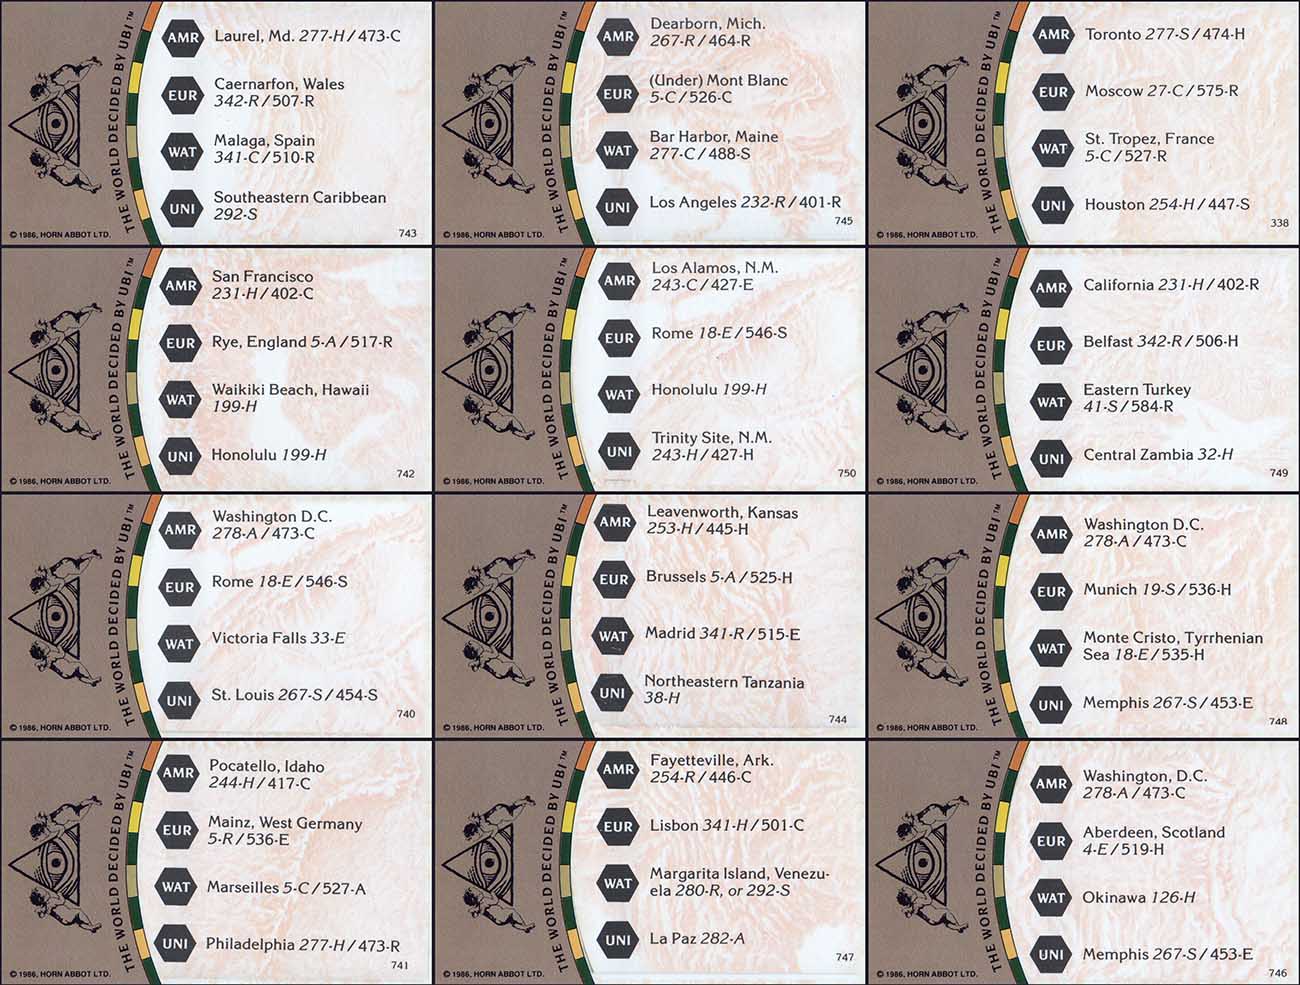 THE WORLD DECIDED BY UBI™
© 1986, HORN ABBOT LTD.
AMR Laurel, Md. 277-H/473-C
EUR Caernarfon, Wales
342-R/507-R
WAT Malaga, Spain
341-C/510-R
UNI Southeastern Caribbean
292-S
743
THE WORLD DECIDED BY UBI™
© 1986, HORN ABBOT LTD.
AMR Dearborn, Mich.
267-R/464-R
EUR (Under) Mont Blanc
5-C/526-C
WAT Bar Harbor, Maine
277-C/488-S
UNI Los Angeles 232-R/401-R
745
THE WORLD DECIDED BY UBI™
© 1986, HORN ABBOT LTD.
AMR Toronto 277-S/474-H
EUR Moscow 27-C/575-R
WAT St. Tropez, France
5-C/527-R
UNI Houston 254-H/447-S
338
THE WORLD DECIDED BY UBI™
© 1986, HORN ABBOT LTD.
AMR San Francisco
231-H/402-C
EUR Rye, England 5-A/517-R
WAT Waikiki Beach, Hawaii
199-H
UNI Honolulu 199-H
742
THE WORLD DECIDED BY UBI™
© 1986, HORN ABBOT LTD.
AMR Los Alamos, N.M.
243-C/427-E
EUR Rome 18-E/546-S
WAT Honolulu 199-H
UNI Trinity Site, N.M.
243-H/427-H
750
THE WORLD DECIDED BY UBI™
© 1986, HORN ABBOT LTD.
AMR California 231-H/402-R
EUR Belfast 342-R/506-H
WAT Eastern Turkey
41-S/584-R
UNI Central Zambia 32-H
749
THE WORLD DECIDED BY UBI™
© 1986, HORN ABBOT LTD.
AMR Washington D.C.
278-A/473-C
EUR Rome 18-E/546-S
WAT Victoria Falls 33-E
UNI St. Louis 267-S/454-S
740
THE WORLD DECIDED BY UBI™
© 1986, HORN ABBOT LTD.
AMR Leavenworth, Kansas
253-H/445-H
EUR Brussels 5-A/525-H
WAT Madrid 341-R/515-E
UNI Northeastern Tanzania
38-H
744
THE WORLD DECIDED BY UBI™
© 1986, HORN ABBOT LTD.
AMR Washington D.C.
278-A/473-C
EUR Munich 19-S/536-H
WAT Monte Cristo, Tyrrhenian
Sea 18-E/535-H
UNI Memphis 267-S/453-E
748
THE WORLD DECIDED BY UBI™
© 1986, HORN ABBOT LTD.
AMR Pocatello, Idaho
244-H/417-C
EUR Mainz, West Germany
5-R/536-E
WAT Marseilles 5-C/527-A
UNI Philadelphia 277-H/473-R
741
THE WORLD DECIDED BY UBI™
© 1986, HORN ABBOT LTD.
AMR Fayetteville, Ark.
254-R/446-C
EUR Lisbon 341-H/501-C
WAT Margarita Island, Venezu-
ela 280-R, or 292-S
UNI La Paz 282-A
747
THE WORLD DECIDED BY UBI™
© 1986, HORN ABBOT LTD.
AMR Washington, D.C.
278-A/473-C
EUR Aberdeen, Scotland
4-E/519-H
WAT Okinawa 126-H
UNI Memphis 267-S/453-E
746